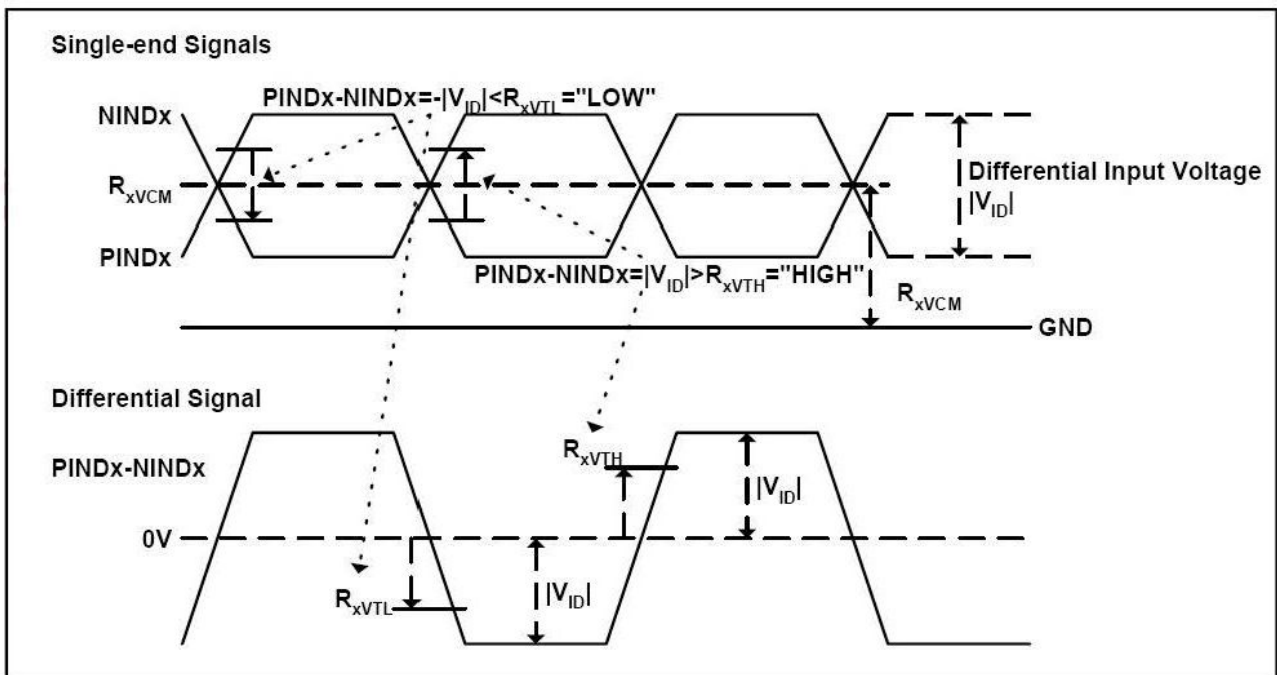 Single-end Signals
PINDx-NINDx=-|VID|<RxVTL="LOW"
NINDx
RxVCM
Differential Input Voltage
|VID|
PINDx
PINDx-NINDx=|VID|>RxVTH="HIGH"
RxVCM
GND
Differential Signal
PINDx-NINDx
RxVTH
|VID|
0V
RxVTL
|VID|